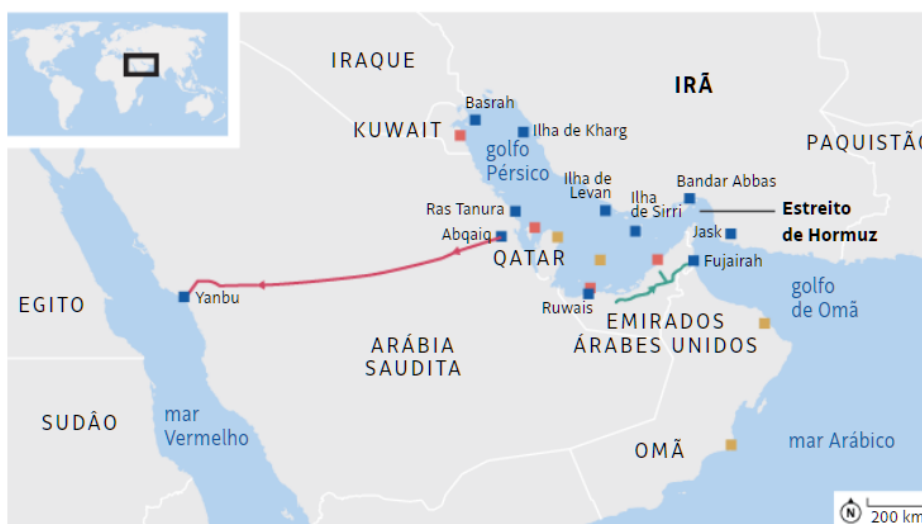 IRAQUE
IRÃ
Basrah
KUWAIT
Ilha de Kharg
golfo
Pérsico
PAQUISTÃO
Ilha de
Levan
Bandar Abbas
Ilha
de Sirri
Estreito
de Hormuz
Ras Tanura
Abqaiq
Jask
QATAR
Fujairah
Yanbu
Ruwais
golfo
de Omã
EGITO
EMIRADOS
ÁRABES UNIDOS
ARÁBIA
SAUDITA
SUDÂO
mar
Vermelho
OMÃ
mar Arábico
N
200 km